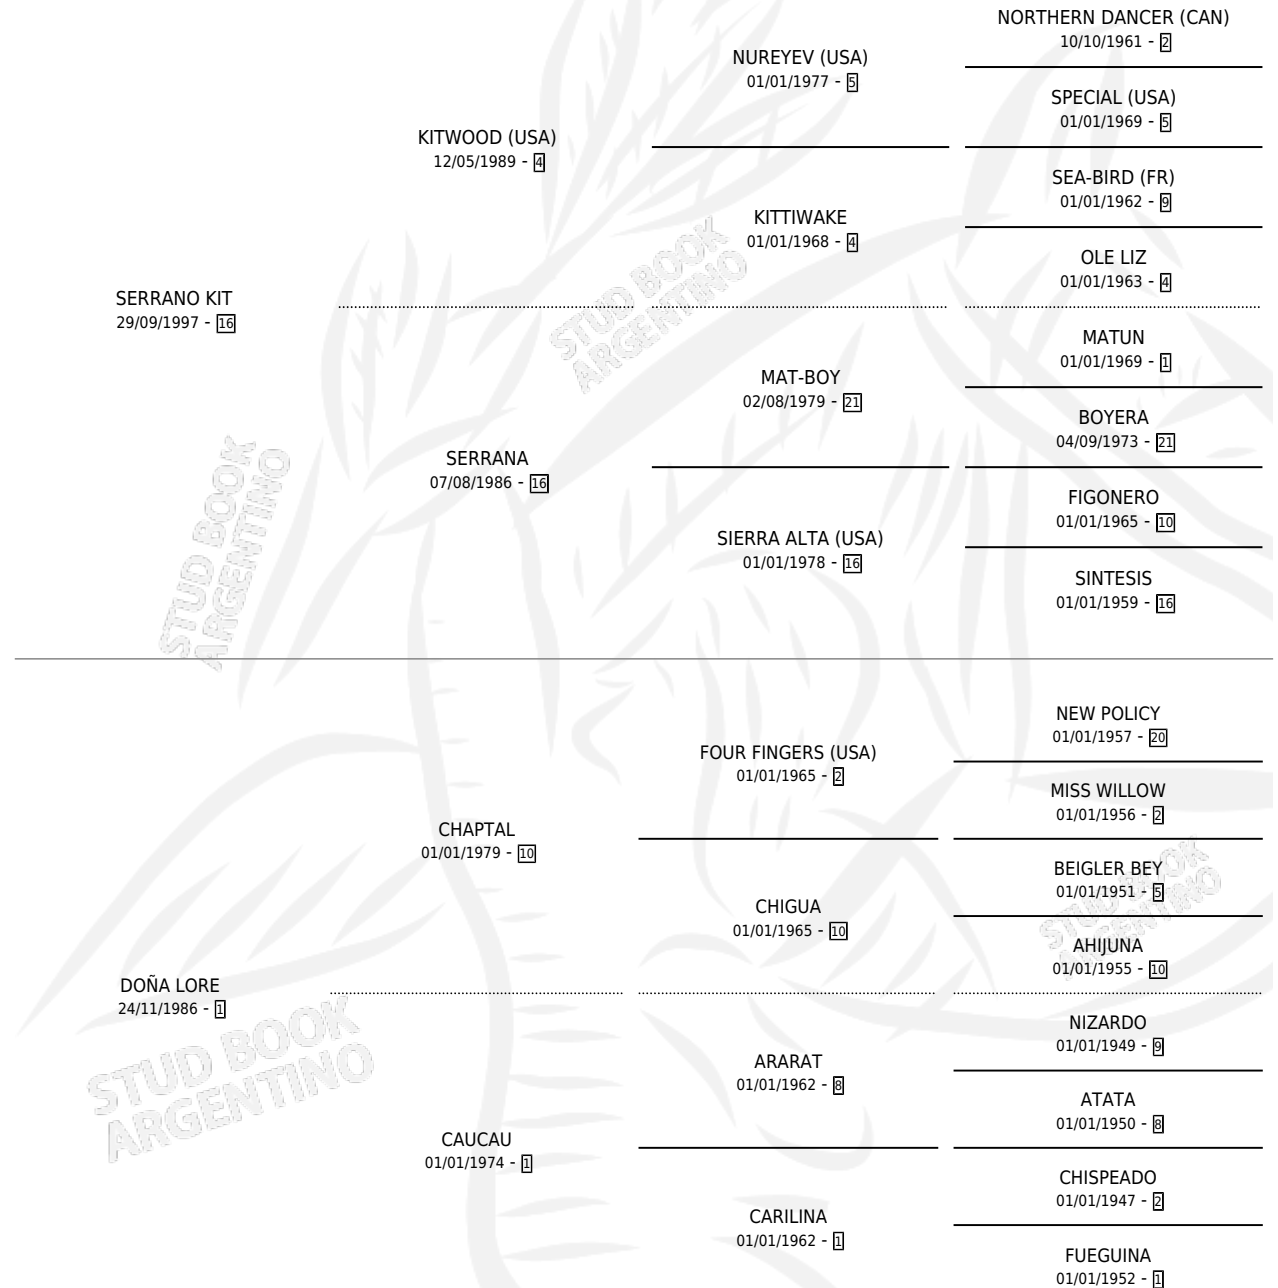 NORTHERN DANCER (CAN)
10/10/1961 - 2
NUREYEV (USA)
01/01/1977 - 5
SPECIAL (USA)
01/01/1969 - 5
KITWOOD (USA)
12/05/1989 - 4
SEA-BIRD (FR)
01/01/1962 - 9
KITTIWAKE
01/01/1968 - 4
OLE LIZ
01/01/1963 - 4
SERRANO KIT
29/09/1997 - 16
MATUN
01/01/1969 - 1
MAT-BOY
02/08/1979 - 21
BOYERA
04/09/1973 - 21
SERRANA
07/08/1986 - 16
FIGONERO
01/01/1965 - 10
SIERRA ALTA (USA)
01/01/1978 - 16
SINTESIS
01/01/1959 - 16
NEW POLICY
01/01/1957 - 20
FOUR FINGERS (USA)
01/01/1965 - 2
MISS WILLOW
01/01/1956 - 2
CHAPTAL
01/01/1979 - 10
BEIGLER BEY
01/01/1951 - 5
CHIGUA
01/01/1965 - 10
AHIJUNA
01/01/1955 - 10
DOÑA LORE
24/11/1986 - 1
NIZARDO
01/01/1949 - 9
ARARAT
01/01/1962 - 8
ATATA
01/01/1950 - 8
CAUCAU
01/01/1974 - 1
CHISPEADO
01/01/1947 - 2
CARILINA
01/01/1962 - 1
FUEGUINA
01/01/1952 - 1
STUD BOOK
ARGENTINO
STUD BOOK
ARGENTINO
STUD BOOK
ARGENTINO
STUD BOOK
ARGENTINO